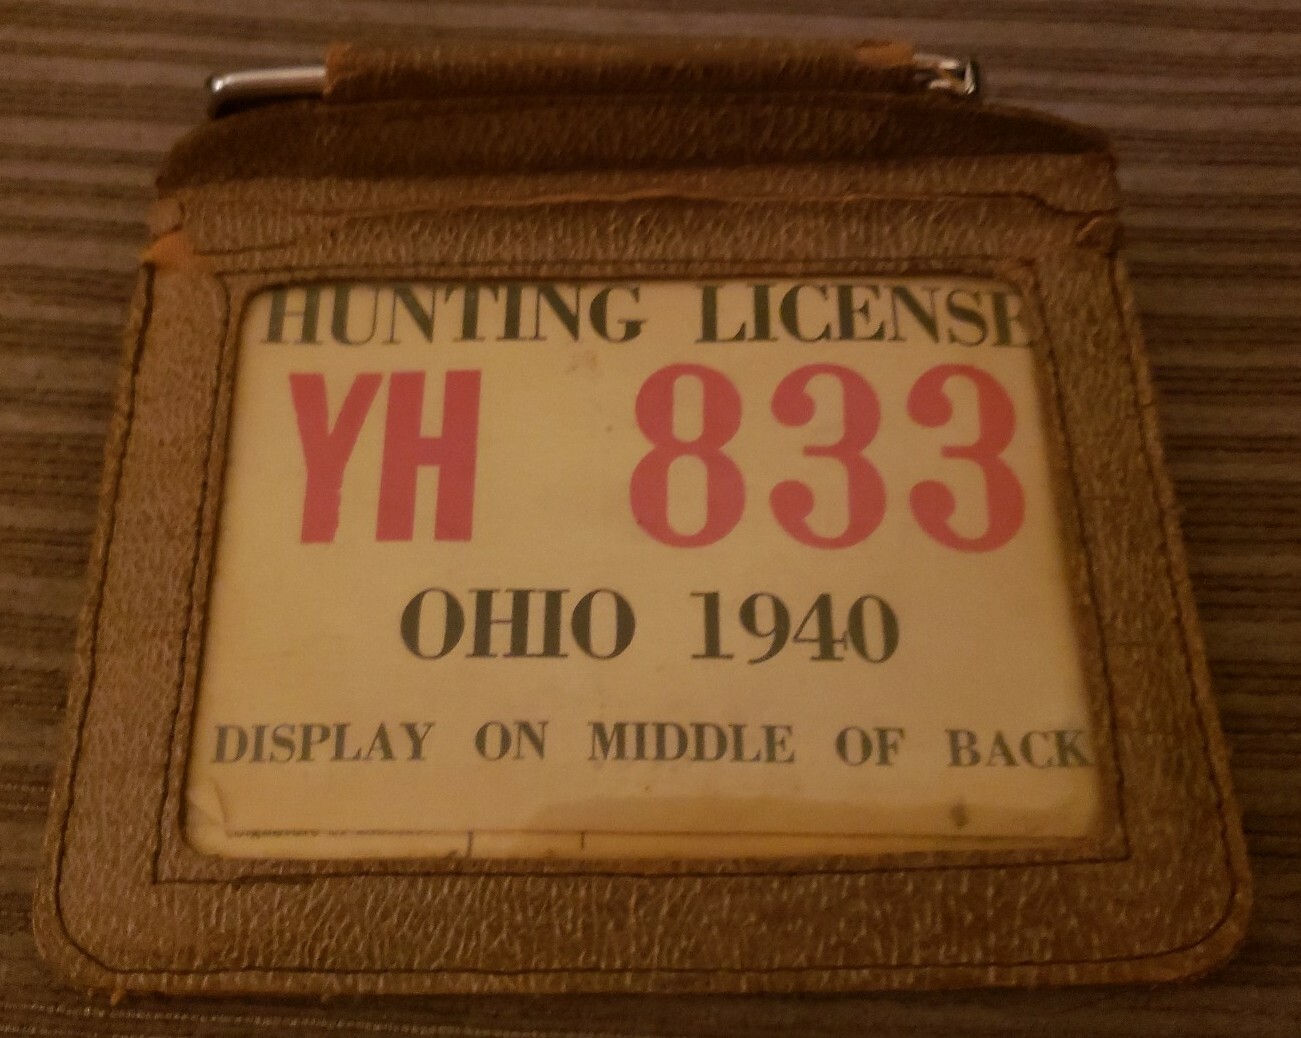 HUNTING LICENSE
YH 833
OHIO 1940
DISPLAY ON MIDDLE OF BACK